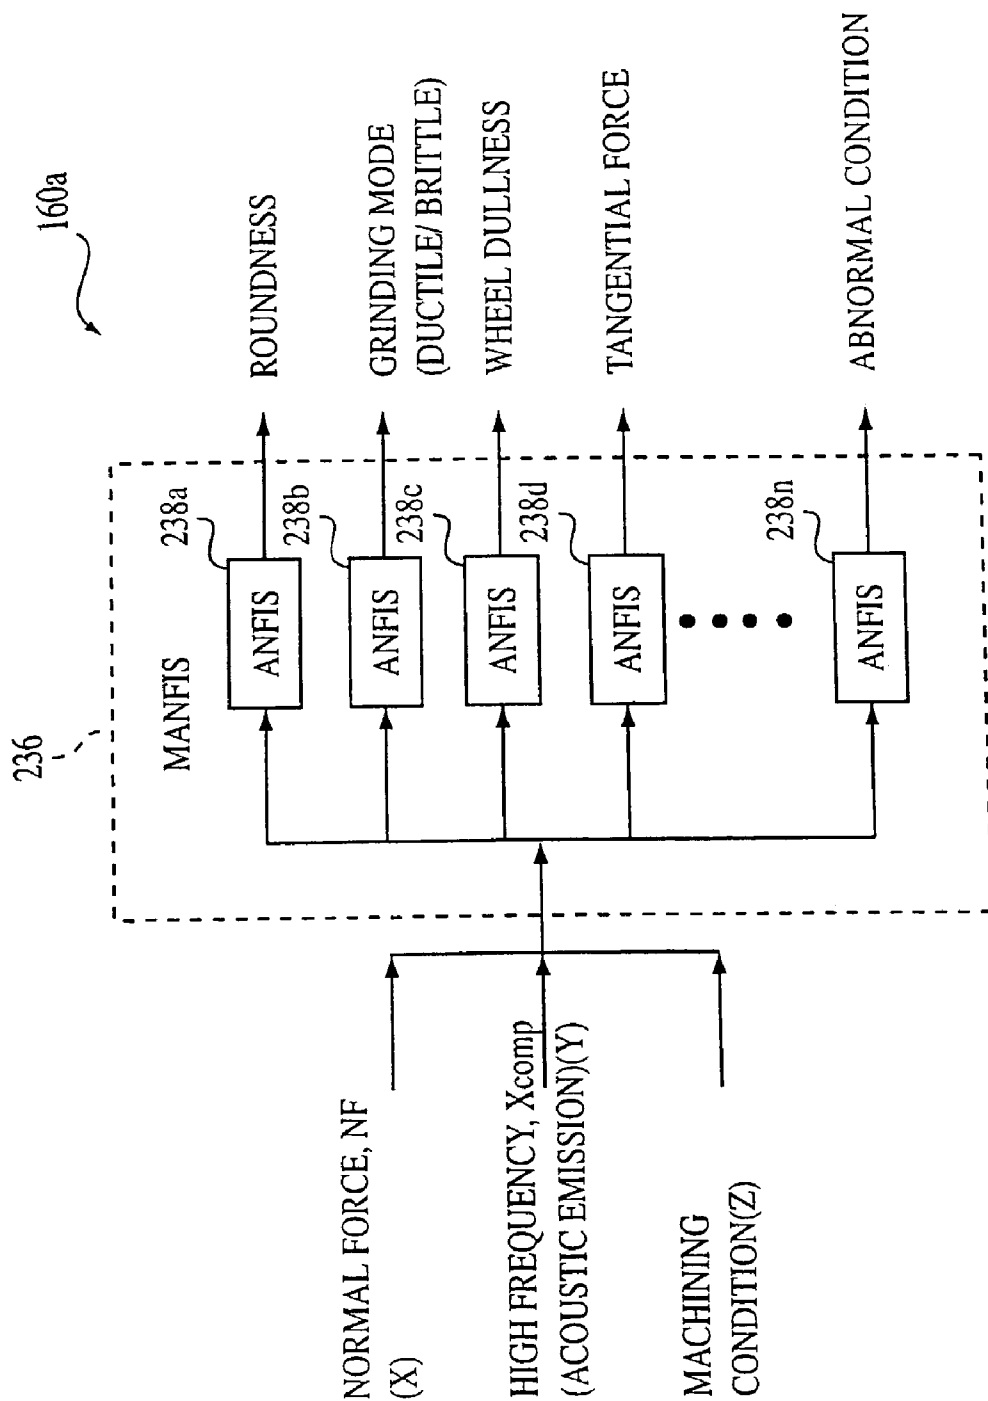 160a
236
MANFIS
238a
ANFIS
ROUNDNESS
238b
ANFIS
GRINDING MODE
(DUCTILE/ BRITTLE)
238c
ANFIS
WHEEL DULLNESS
238d
ANFIS
TANGENTIAL FORCE
238n
ANFIS
ABNORMAL CONDITION
NORMAL FORCE, NF
(X)
HIGH FREQUENCY, Xcomp
(ACOUSTIC EMISSION)(Y)
MACHINING
CONDITION(Z)